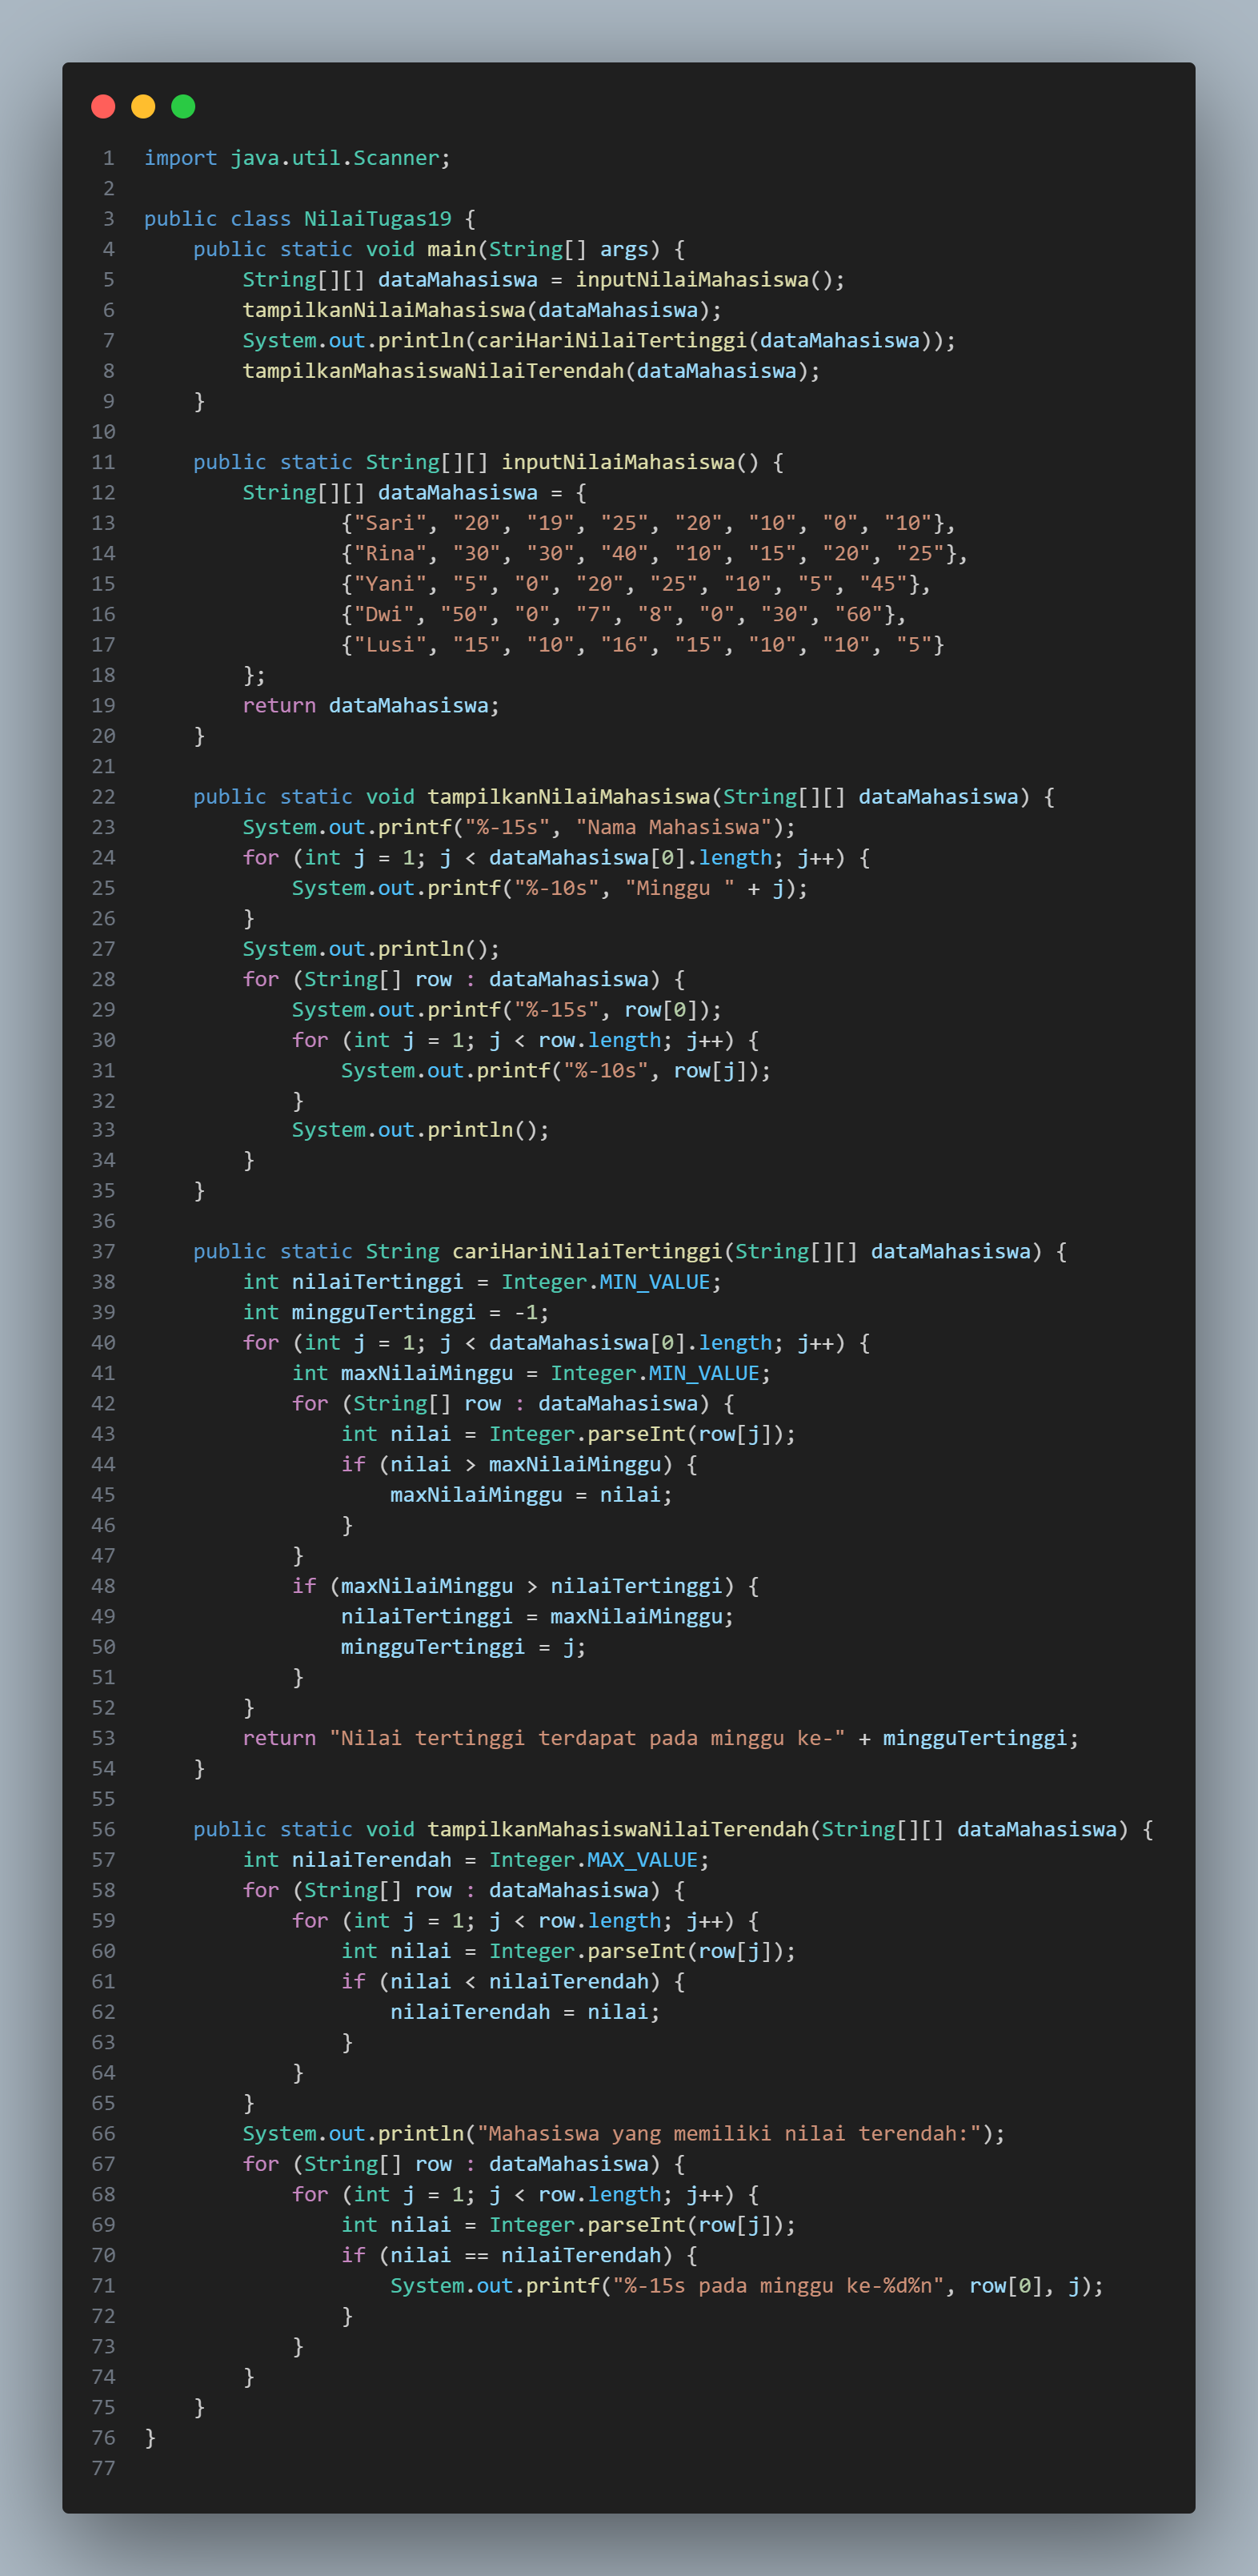 1 import java.util.Scanner;
2
3 public class NilaiTugas19 {
4     public static void main(String[] args) {
5         String[][] dataMahasiswa = inputNilaiMahasiswa();
6         tampilkanNilaiMahasiswa(dataMahasiswa);
7         System.out.println(cariHariNilaiTertinggi(dataMahasiswa));
8         tampilkanMahasiswaNilaiTerendah(dataMahasiswa);
9     }
10
11     public static String[][] inputNilaiMahasiswa() {
12         String[][] dataMahasiswa = {
13                 {"Sari", "20", "19", "25", "20", "10", "0", "10"},
14                 {"Rina", "30", "30", "40", "10", "15", "20", "25"},
15                 {"Yani", "5", "0", "20", "25", "10", "5", "45"},
16                 {"Dwi", "50", "0", "7", "8", "0", "30", "60"},
17                 {"Lusi", "15", "10", "16", "15", "10", "10", "5"}
18         };
19         return dataMahasiswa;
20     }
21
22     public static void tampilkanNilaiMahasiswa(String[][] dataMahasiswa) {
23         System.out.printf("%-15s", "Nama Mahasiswa");
24         for (int j = 1; j < dataMahasiswa[0].length; j++) {
25             System.out.printf("%-10s", "Minggu " + j);
26         }
27         System.out.println();
28         for (String[] row : dataMahasiswa) {
29             System.out.printf("%-15s", row[0]);
30             for (int j = 1; j < row.length; j++) {
31                 System.out.printf("%-10s", row[j]);
32             }
33             System.out.println();
34         }
35     }
36
37     public static String cariHariNilaiTertinggi(String[][] dataMahasiswa) {
38         int nilaiTertinggi = Integer.MIN_VALUE;
39         int mingguTertinggi = -1;
40         for (int j = 1; j < dataMahasiswa[0].length; j++) {
41             int maxNilaiMinggu = Integer.MIN_VALUE;
42             for (String[] row : dataMahasiswa) {
43                 int nilai = Integer.parseInt(row[j]);
44                 if (nilai > maxNilaiMinggu) {
45                     maxNilaiMinggu = nilai;
46                 }
47             }
48             if (maxNilaiMinggu > nilaiTertinggi) {
49                 nilaiTertinggi = maxNilaiMinggu;
50                 mingguTertinggi = j;
51             }
52         }
53         return "Nilai tertinggi terdapat pada minggu ke-" + mingguTertinggi;
54     }
55
56     public static void tampilkanMahasiswaNilaiTerendah(String[][] dataMahasiswa) {
57         int nilaiTerendah = Integer.MAX_VALUE;
58         for (String[] row : dataMahasiswa) {
59             for (int j = 1; j < row.length; j++) {
60                 int nilai = Integer.parseInt(row[j]);
61                 if (nilai < nilaiTerendah) {
62                     nilaiTerendah = nilai;
63                 }
64             }
65         }
66         System.out.println("Mahasiswa yang memiliki nilai terendah:");
67         for (String[] row : dataMahasiswa) {
68             for (int j = 1; j < row.length; j++) {
69                 int nilai = Integer.parseInt(row[j]);
70                 if (nilai == nilaiTerendah) {
71                     System.out.printf("%-15s pada minggu ke-%d%n", row[0], j);
72                 }
73             }
74         }
75     }
76 }
77